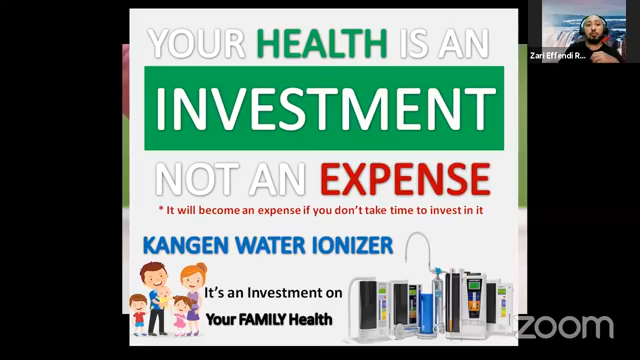 YOUR HEALTH IS AN
INVESTMENT
NOT AN EXPENSE
* It will become an expense if you don't take time to invest in it
KANGEN WATER IONIZER
It's an Investment on
Your FAMILY Health
Zari Effendi R...
zoom